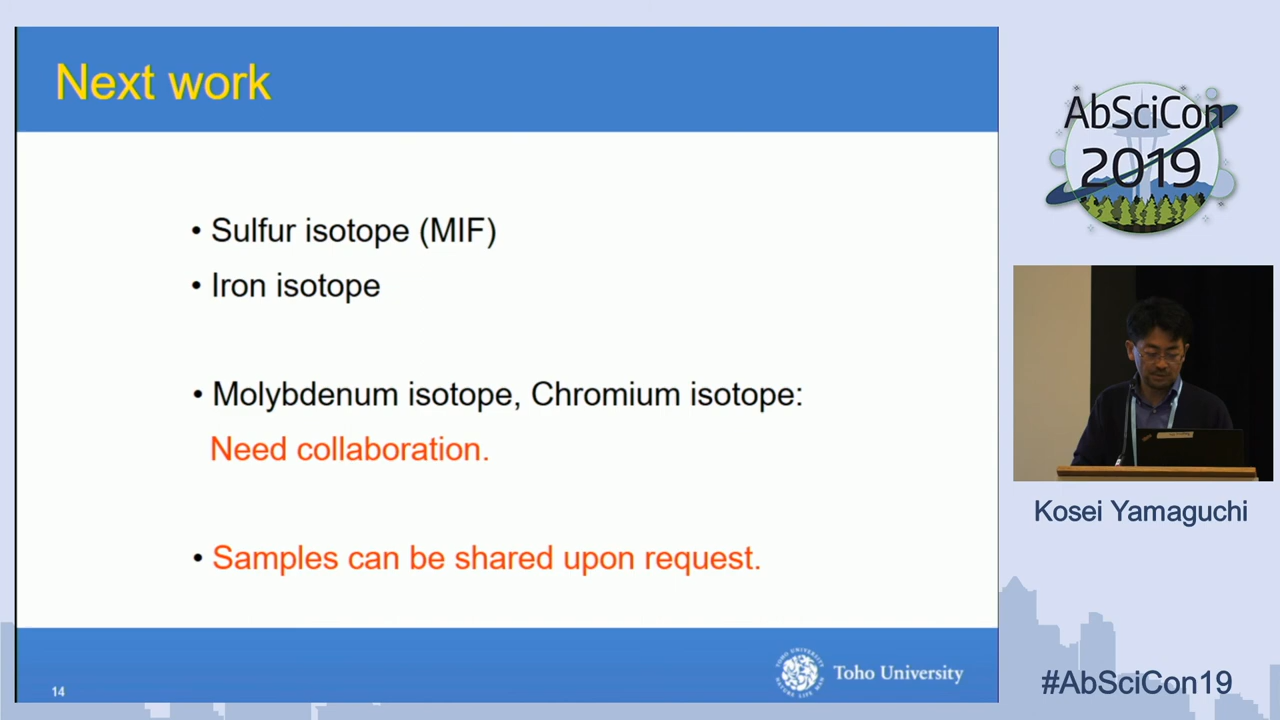 Next work
• Sulfur isotope (MIF)
• Iron isotope
• Molybdenum isotope, Chromium isotope:
Need collaboration.
• Samples can be shared upon request.
14
Toho University
AbSciCon
2019
Kosei Yamaguchi
#AbSciCon19